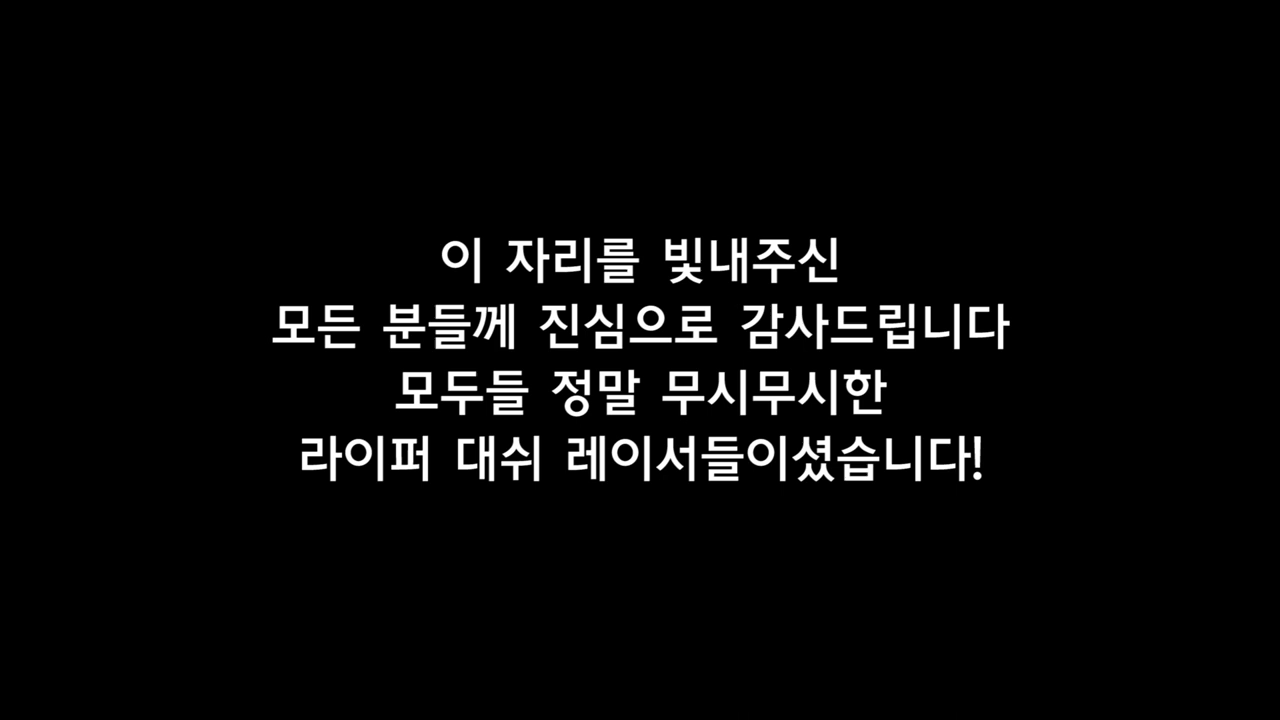 이 자리를 빛내주신
모든 분들께 진심으로 감사드립니다
모두들 정말 무시무시한
라이퍼 대쉬 레이서들이셨습니다!